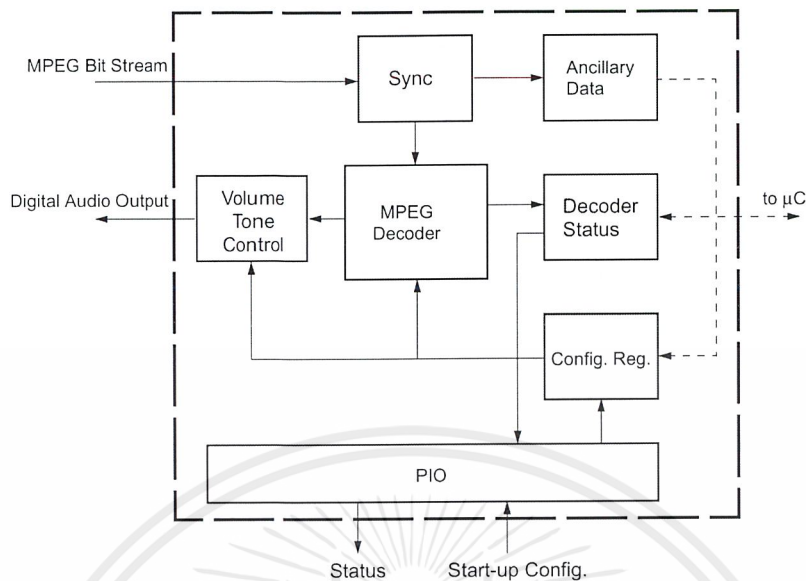 MPEG Bit Stream
Sync
Ancillary
Data
Digital Audio Output
Volume
Tone
Control
MPEG
Decoder
Decoder
Status
to µC
Config. Reg.
PIO
Status
Start-up Config.